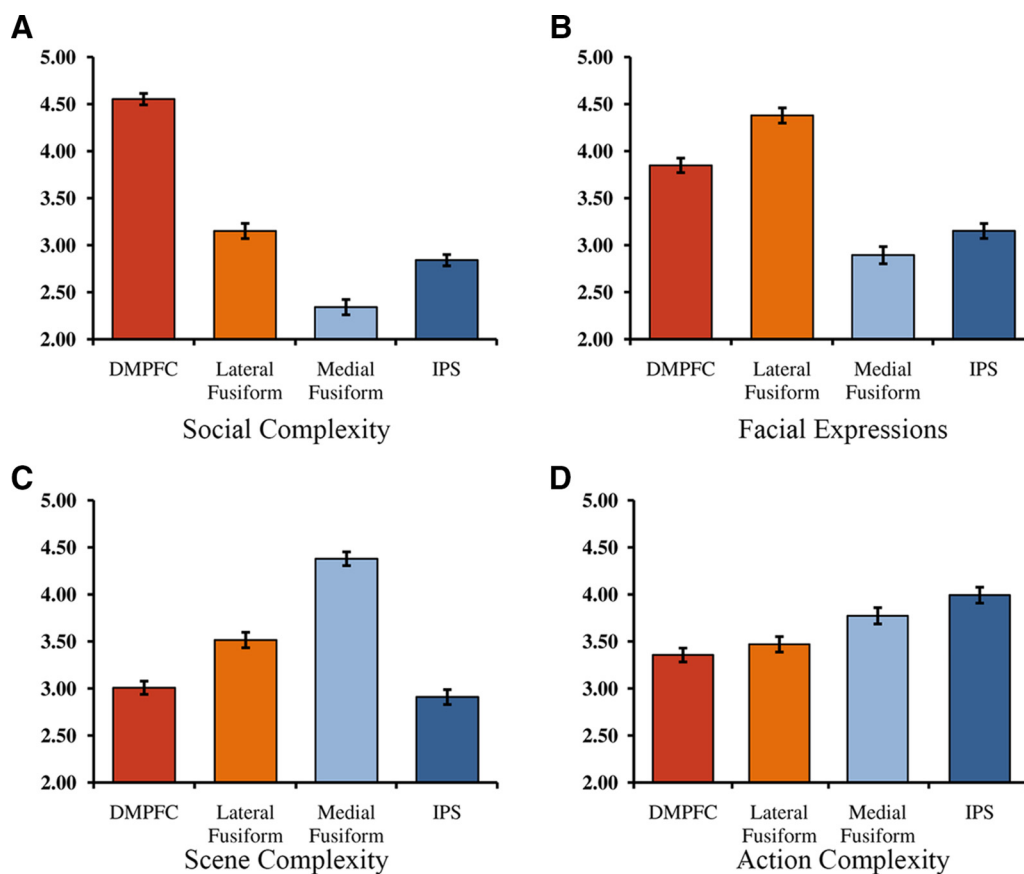 A
5.00
4.50
4.00
3.50
3.00
2.50
2.00
DMPFC Lateral Fusiform Medial Fusiform IPS
Social Complexity
B
5.00
4.50
4.00
3.50
3.00
2.50
2.00
DMPFC Lateral Fusiform Medial Fusiform IPS
Facial Expressions
C
5.00
4.50
4.00
3.50
3.00
2.50
2.00
DMPFC Lateral Fusiform Medial Fusiform IPS
Scene Complexity
D
5.00
4.50
4.00
3.50
3.00
2.50
2.00
DMPFC Lateral Fusiform Medial Fusiform IPS
Action Complexity